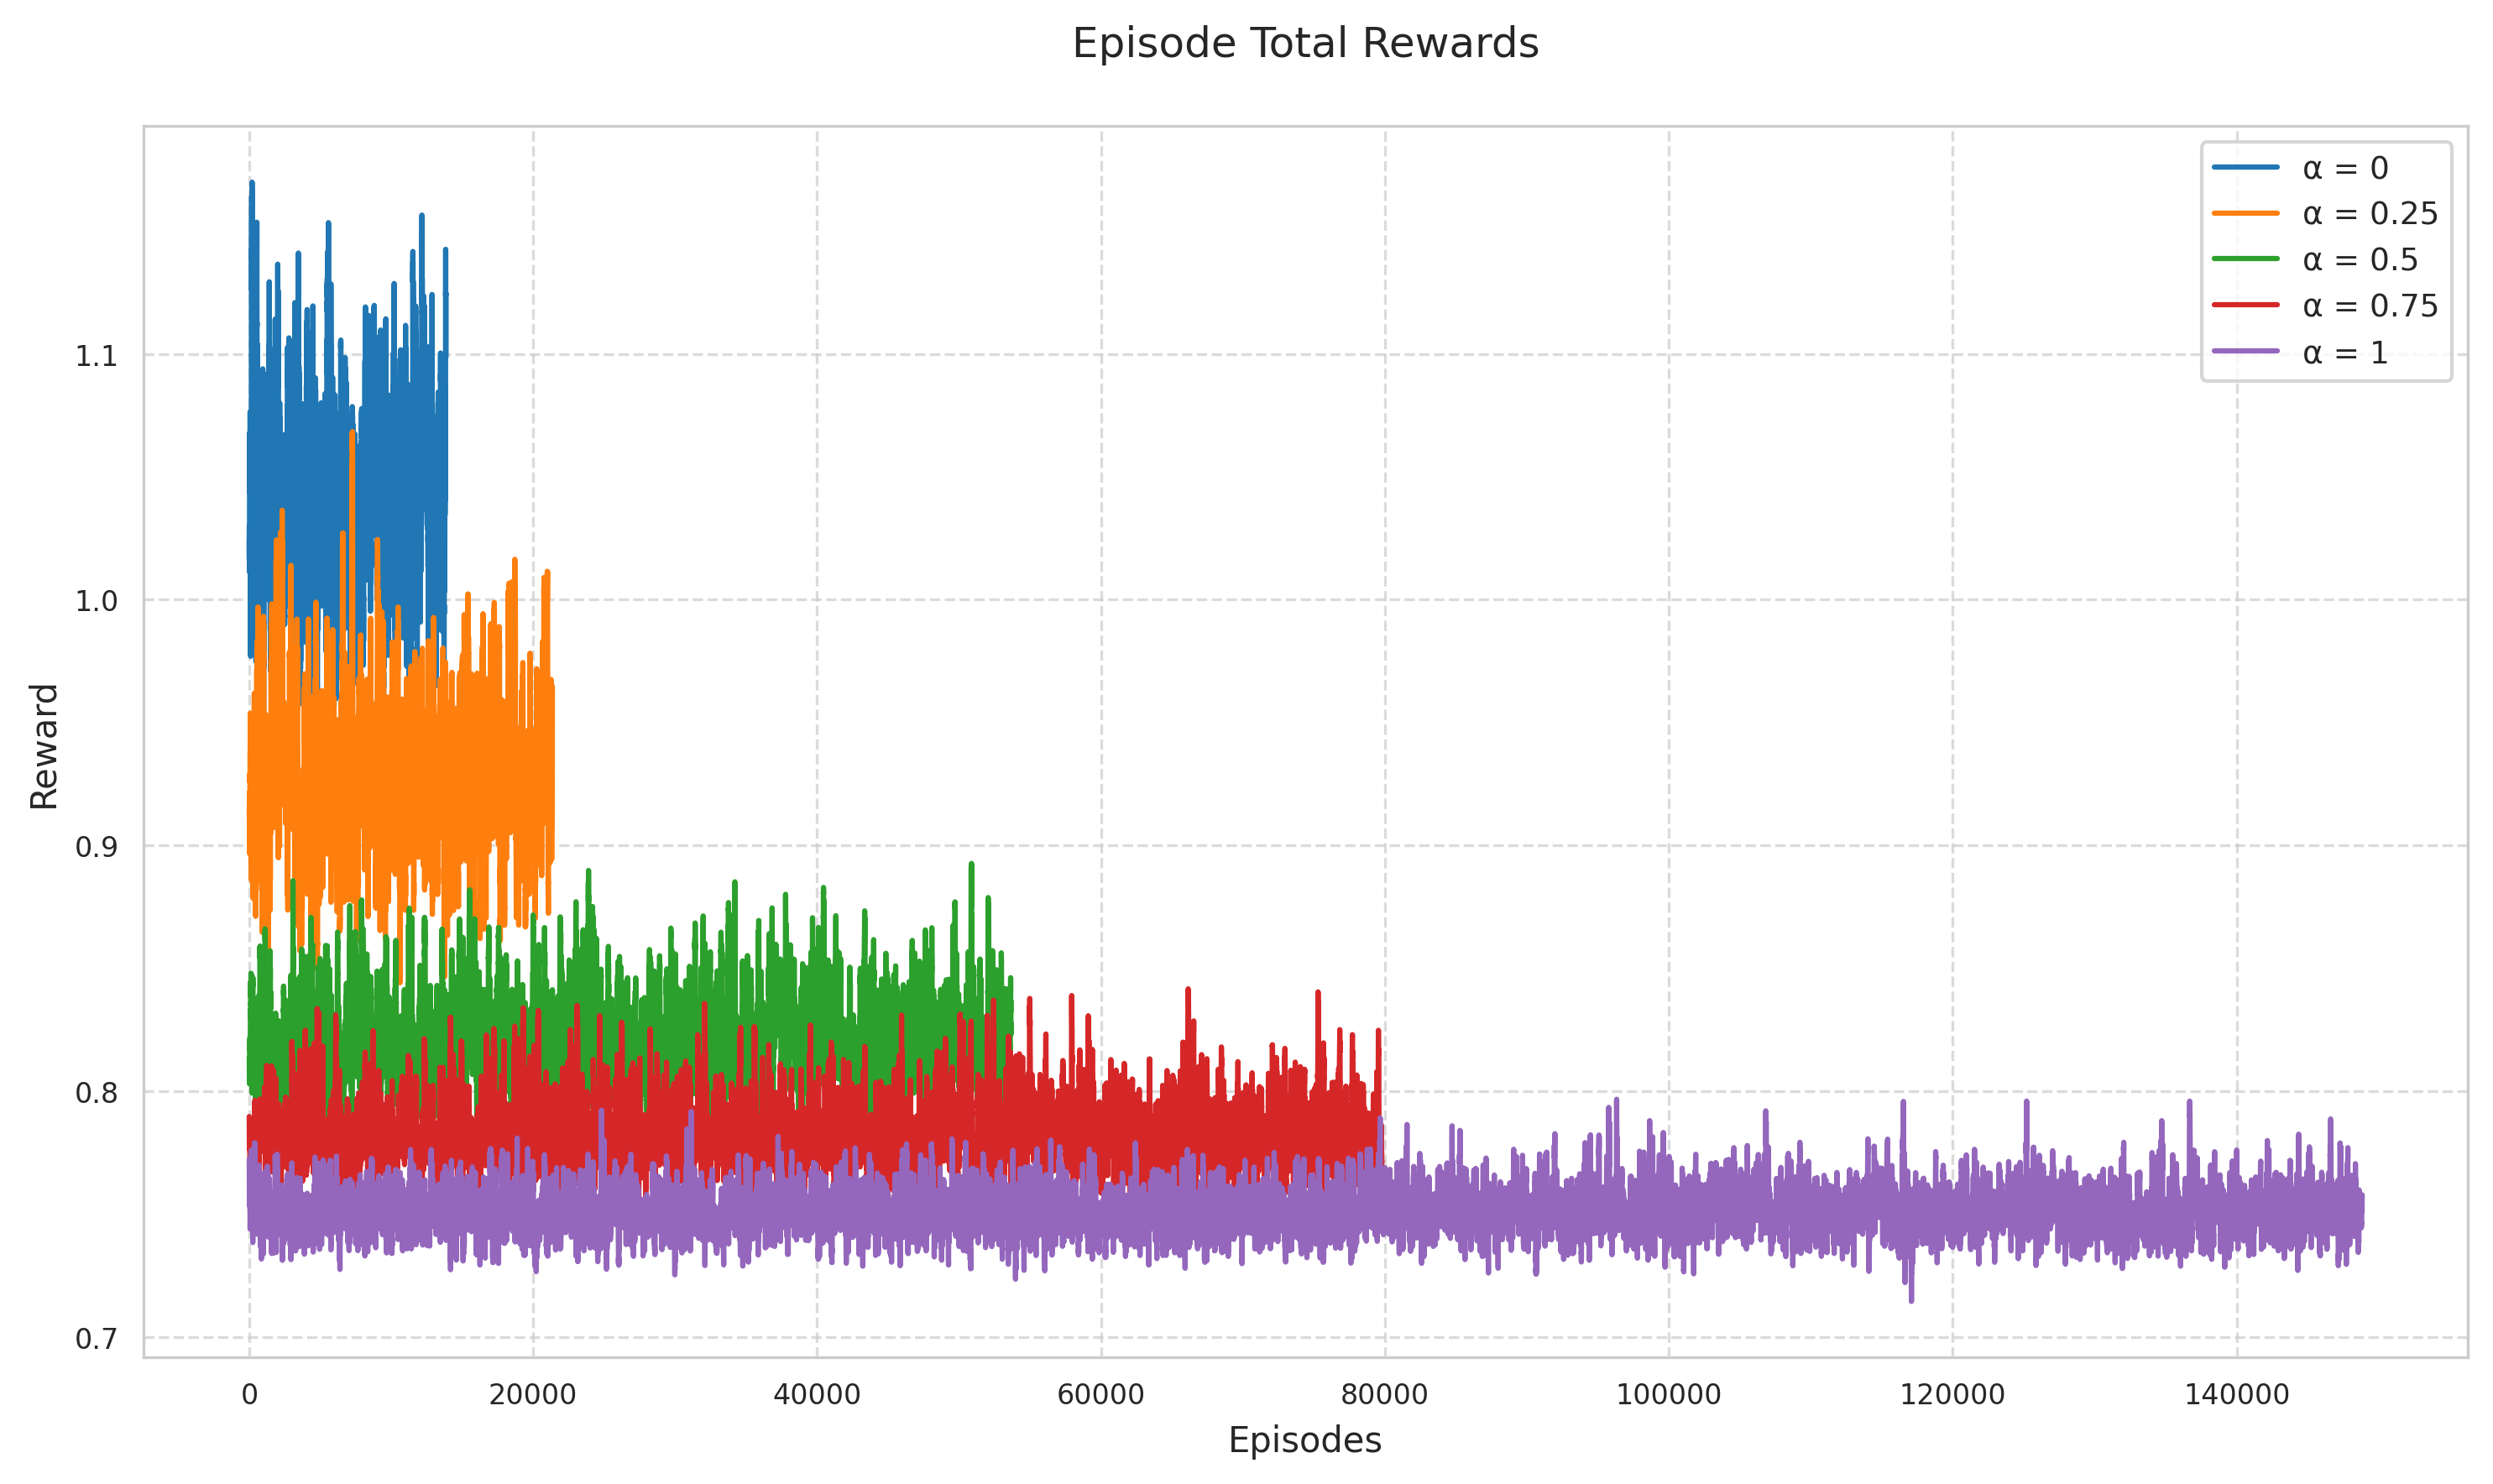 Episode Total Rewards
α = 0
α = 0.25
α = 0.5
α = 0.75
α = 1
1.1
1.0
0.9
0.8
0.7
Reward
0 20000 40000 60000 80000 100000 120000 140000
Episodes